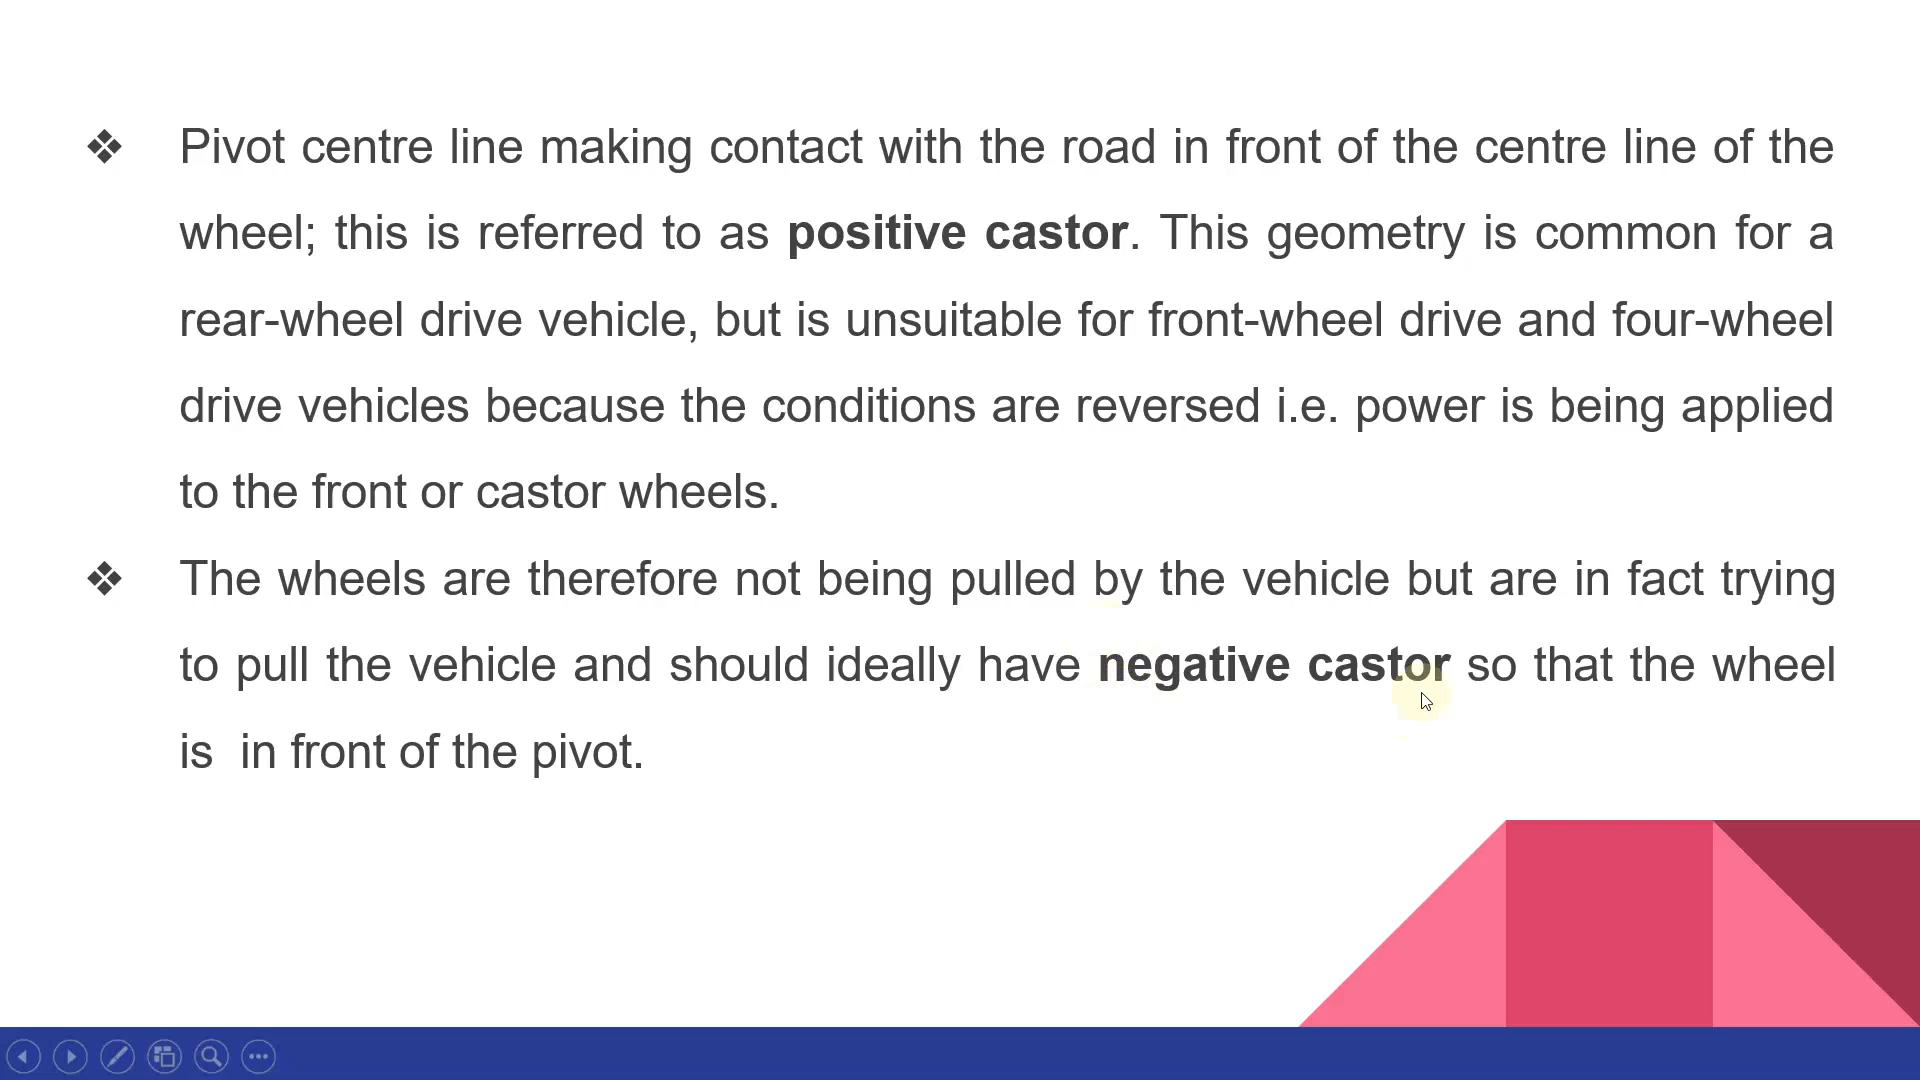 Pivot centre line making contact with the road in front of the centre line of the
wheel; this is referred to as positive castor. This geometry is common for a
rear-wheel drive vehicle, but is unsuitable for front-wheel drive and four-wheel
drive vehicles because the conditions are reversed i.e. power is being applied
to the front or castor wheels.
The wheels are therefore not being pulled by the vehicle but are in fact trying
to pull the vehicle and should ideally have negative castor so that the wheel
is in front of the pivot.